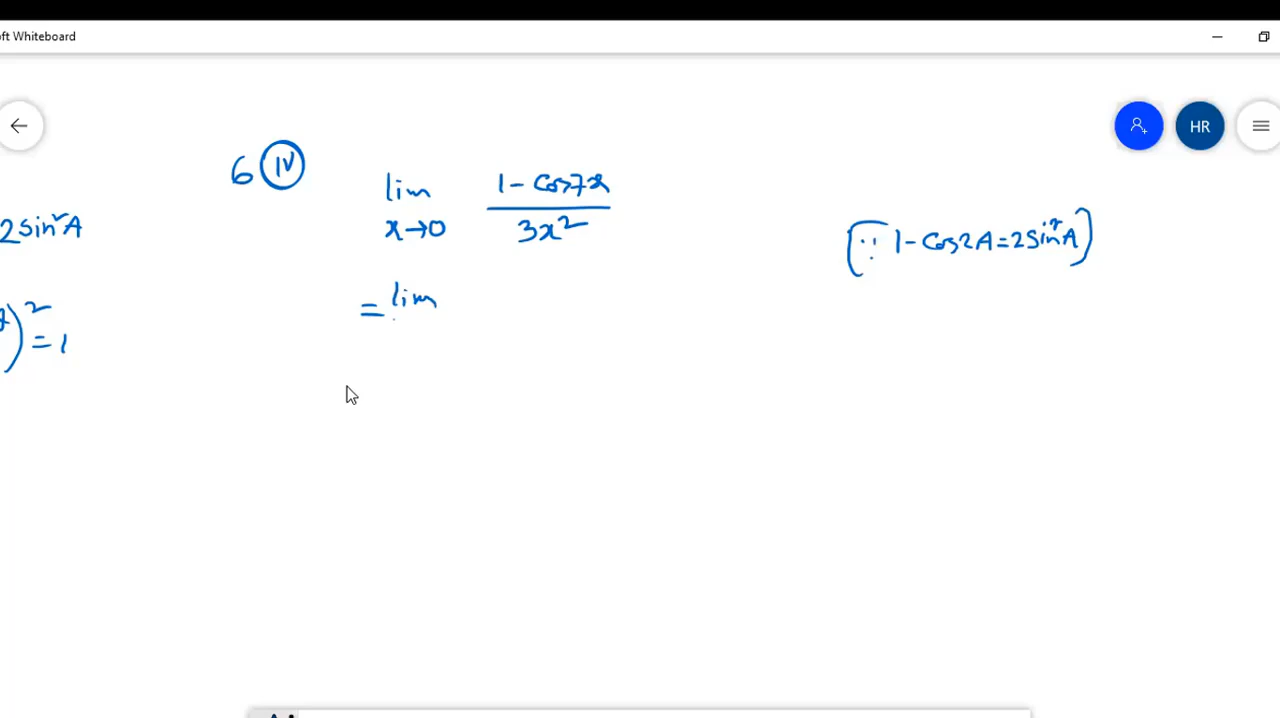 ft Whiteboard
HR
6 (IV) lim x→0 1 - Cos7x / 3x²
2Sin²A
(∵ 1 - Cos2A = 2Sin²A)
= lim
)² = 1